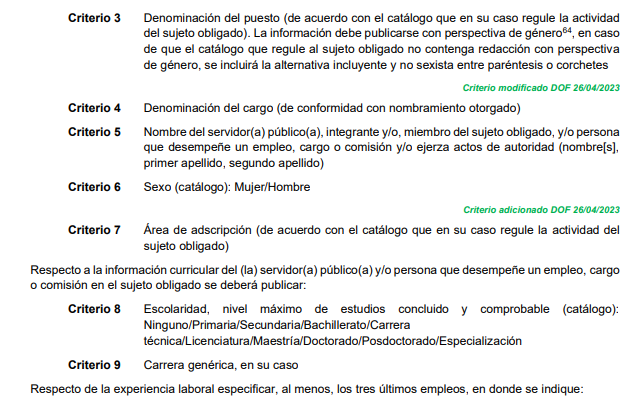 Criterio 3 Denominación del puesto (de acuerdo con el catálogo que en su caso regule la actividad
del sujeto obligado). La información debe publicarse con perspectiva de género64, en caso
de que el catálogo que regule al sujeto obligado no contenga redacción con perspectiva
de género, se incluirá la alternativa incluyente y no sexista entre paréntesis o corchetes
Criterio modificado DOF 26/04/2023
Criterio 4 Denominación del cargo (de conformidad con nombramiento otorgado)
Criterio 5 Nombre del servidor(a) público(a), integrante y/o, miembro del sujeto obligado, y/o persona
que desempeñe un empleo, cargo o comisión y/o ejerza actos de autoridad (nombre[s],
primer apellido, segundo apellido)
Criterio 6 Sexo (catálogo): Mujer/Hombre
Criterio adicionado DOF 26/04/2023
Criterio 7 Área de adscripción (de acuerdo con el catálogo que en su caso regule la actividad del
sujeto obligado)
Respecto a la información curricular del (la) servidor(a) público(a) y/o persona que desempeñe un empleo, cargo
o comisión en el sujeto obligado se deberá publicar:
Criterio 8 Escolaridad, nivel máximo de estudios concluido y comprobable (catálogo):
Ninguno/Primaria/Secundaria/Bachillerato/Carrera
técnica/Licenciatura/Maestría/Doctorado/Posdoctorado/Especialización
Criterio 9 Carrera genérica, en su caso
Respecto de la experiencia laboral especificar, al menos, los tres últimos empleos, en donde se indique: